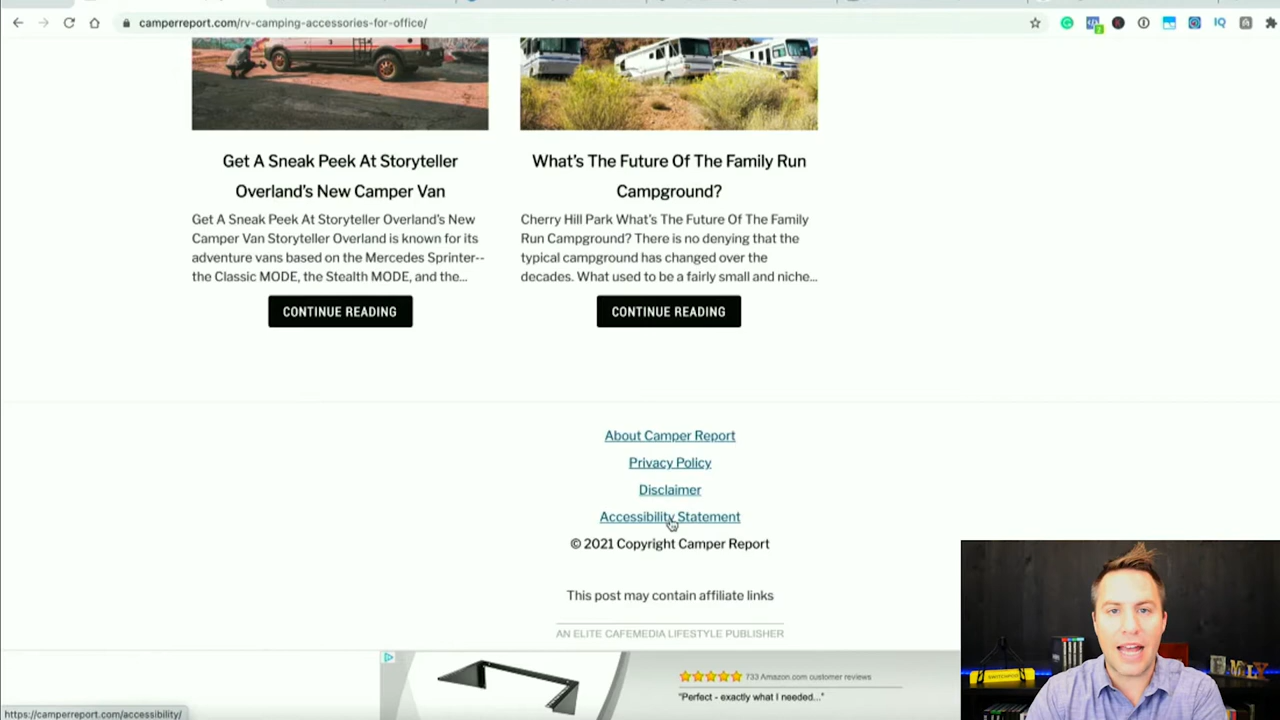 camperreport.com/rv-camping-accessories-for-office/
IQ
Get A Sneak Peek At Storyteller
Overland's New Camper Van
Get A Sneak Peek At Storyteller Overland's New
Camper Van Storyteller Overland is known for its
adventure vans based on the Mercedes Sprinter--
the Classic MODE, the Stealth MODE, and the...
CONTINUE READING
What's The Future Of The Family Run
Campground?
Cherry Hill Park What's The Future Of The Family
Run Campground? There is no denying that the
typical campground has changed over the
decades. What used to be a fairly small and niche...
CONTINUE READING
About Camper Report
Privacy Policy
Disclaimer
Accessibility Statement
© 2021 Copyright Camper Report
This post may contain affiliate links
AN ELITE CAFEMEDIA LIFESTYLE PUBLISHER
733 Amazon.com customer reviews
"Perfect - exactly what I needed..."
https://camperreport.com/accessibility/